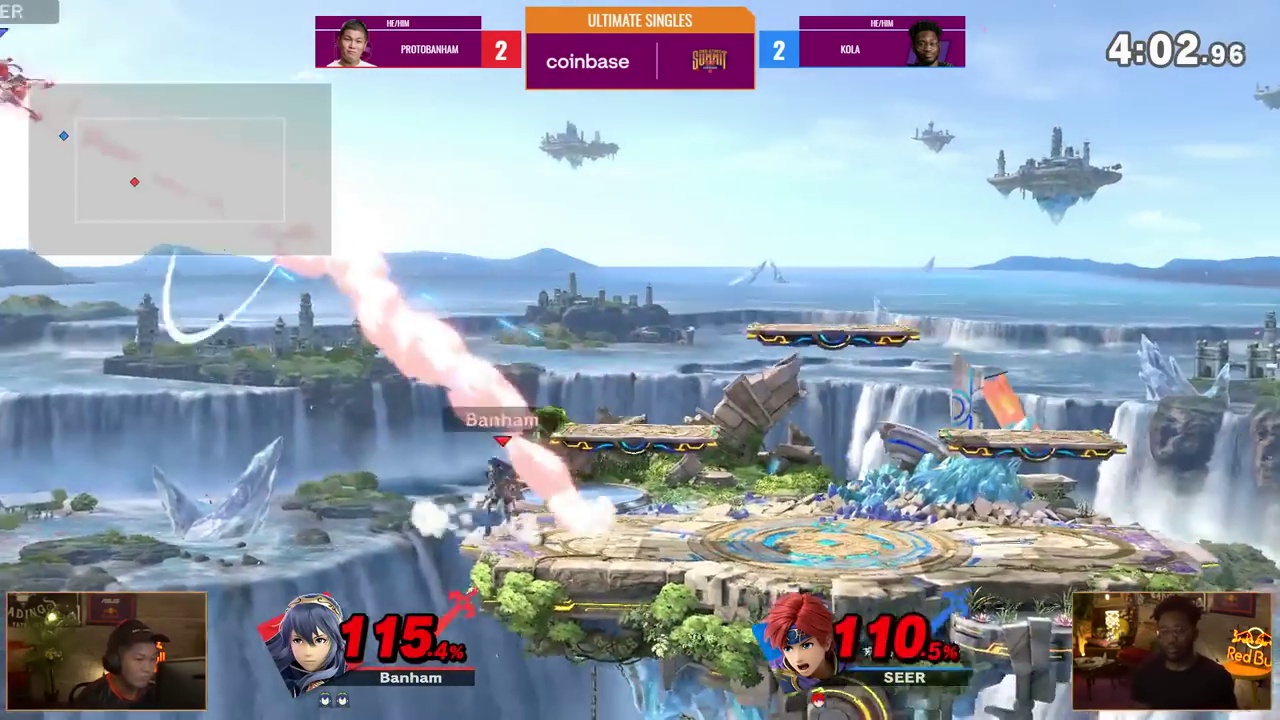 ER
HE/HIM
PROTOBANHAM
2
ULTIMATE SINGLES
coinbase
SUMMIT
2
HE/HIM
KOLA
4:02.96
Banham
115.4%
Banham
110.5%
SEER
Red Bu